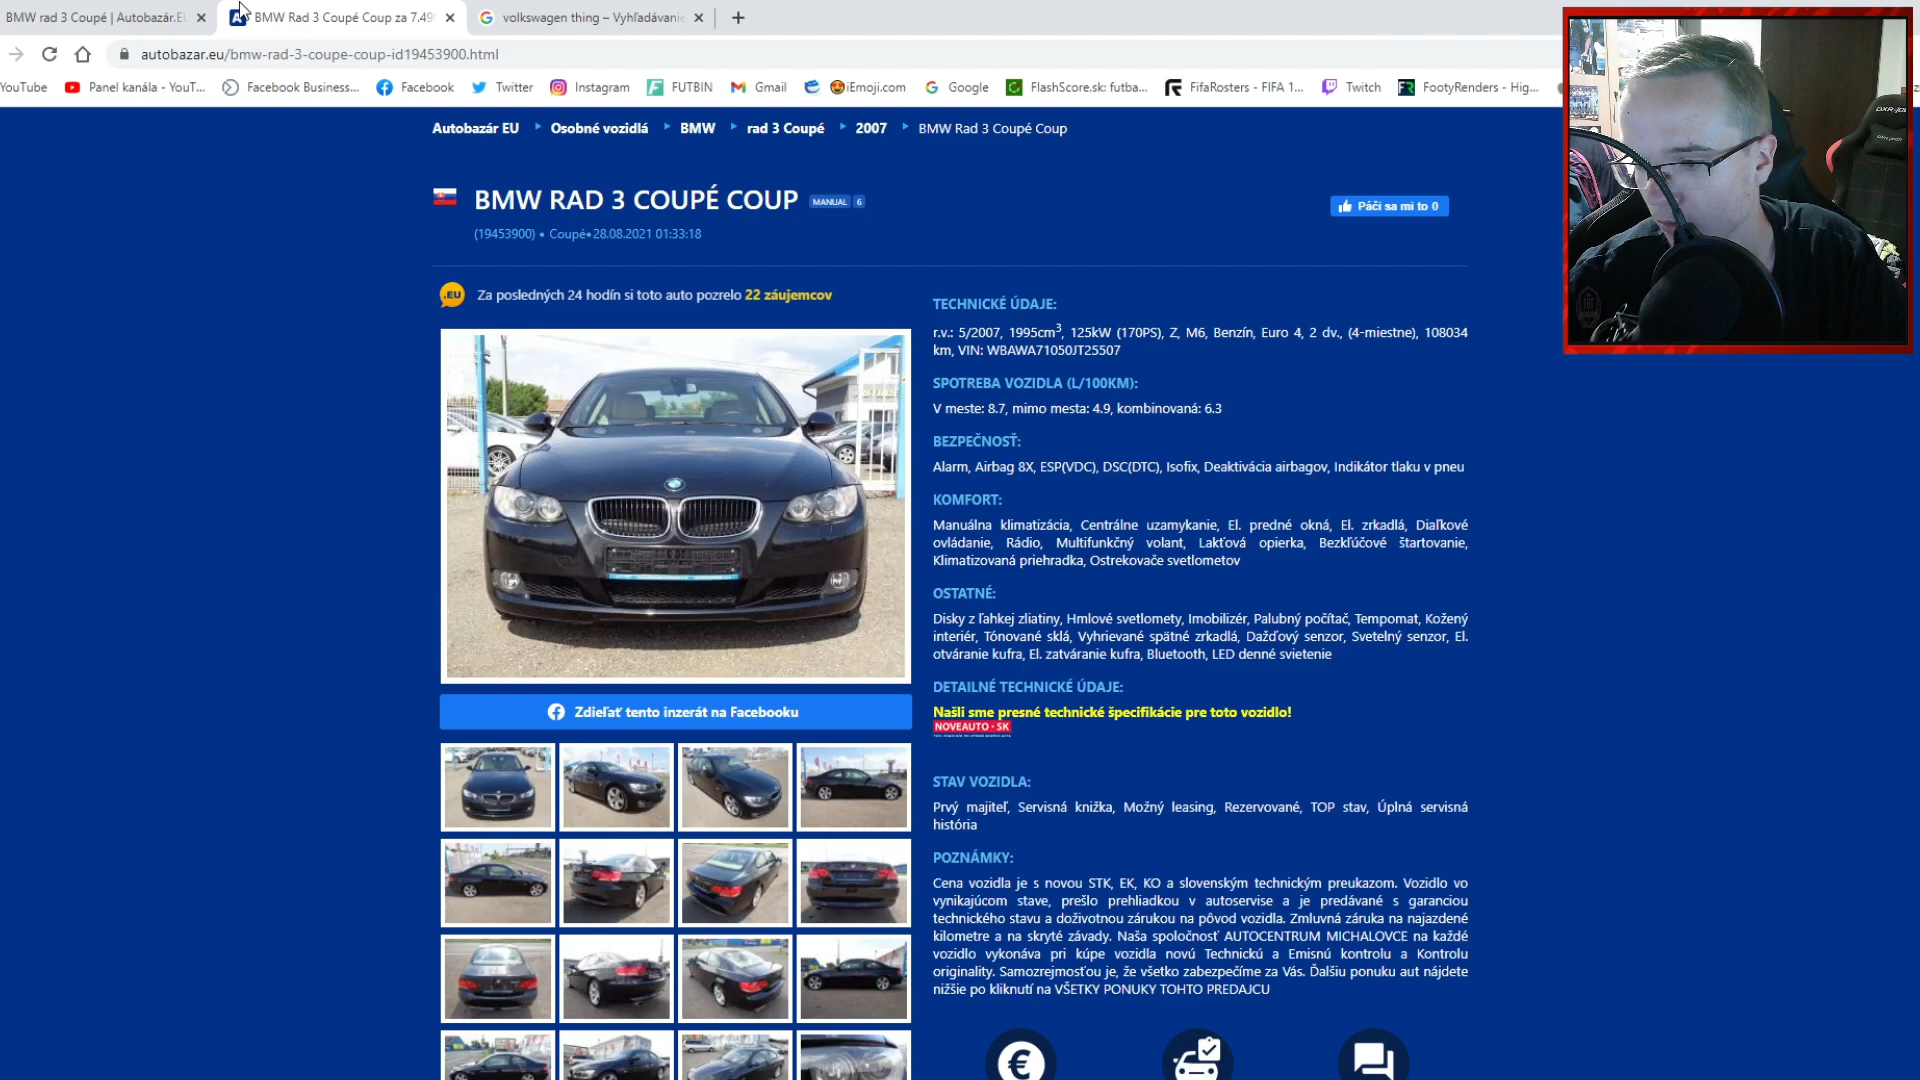 BMW rad 3 Coupé | Autobazár.EU
BMW Rad 3 Coupé Coup za 7.49
volkswagen thing – Vyhľadávanie
autobazar.eu/bmw-rad-3-coupe-coup-id19453900.html
YouTube
Panel kanála - YouT...
Facebook Business...
Facebook
Twitter
Instagram
FUTBIN
Gmail
iEmoji.com
Google
FlashScore.sk: futba...
FifaRosters - FIFA 1...
Twitch
FootyRenders - Hig...
Autobazár EU
Osobné vozidlá
BMW
rad 3 Coupé
2007
BMW Rad 3 Coupé Coup
BMW RAD 3 COUPÉ COUP MANUAL 6
Páči sa mi to 0
(19453900) • Coupé • 28.08.2021 01:33:18
.EU Za posledných 24 hodín si toto auto pozrelo 22 záujemcov
Zdieľať tento inzerát na Facebooku
TECHNICKÉ ÚDAJE:
r.v.: 5/2007, 1995cm3, 125kW (170PS), Z, M6, Benzín, Euro 4, 2 dv., (4-miestne), 108034
km, VIN: WBAWA71050JT25507
SPOTREBA VOZIDLA (L/100KM):
V meste: 8.7, mimo mesta: 4.9, kombinovaná: 6.3
BEZPEČNOSŤ:
Alarm, Airbag 8X, ESP(VDC), DSC(DTC), Isofix, Deaktivácia airbagov, Indikátor tlaku v pneu
KOMFORT:
Manuálna klimatizácia, Centrálne uzamykanie, El. predné okná, El. zrkadlá, Diaľkové
ovládanie, Rádio, Multifunkčný volant, Lakťová opierka, Bezkľúčové štartovanie,
Klimatizovaná priehradka, Ostrekovače svetlometov
OSTATNÉ:
Disky z ľahkej zliatiny, Hmlové svetlomety, Imobilizér, Palubný počítač, Tempomat, Kožený
interiér, Tónované sklá, Vyhrievané spätné zrkadlá, Dažďový senzor, Svetelný senzor, El.
otváranie kufra, El. zatváranie kufra, Bluetooth, LED denné svietenie
DETAILNÉ TECHNICKÉ ÚDAJE:
Našli sme presné technické špecifikácie pre toto vozidlo!
NOVEAUTO - SK
STAV VOZIDLA:
Prvý majiteľ, Servisná knižka, Možný leasing, Rezervované, TOP stav, Úplná servisná
história
POZNÁMKY:
Cena vozidla je s novou STK, EK, KO a slovenským technickým preukazom. Vozidlo vo
vynikajúcom stave, prešlo prehliadkou v autoservise a je predávané s garanciou
technického stavu a doživotnou zárukou na pôvod vozidla. Zmluvná záruka na najazdené
kilometre a na skryté závady. Naša spoločnosť AUTOCENTRUM MICHALOVCE na každé
vozidlo vykonáva pri kúpe vozidla novú Technickú a Emisnú kontrolu a Kontrolu
originality. Samozrejmosťou je, že všetko zabezpečíme za Vás. Ďalšiu ponuku aut nájdete
nižšie po kliknutí na VŠETKY PONUKY TOHTO PREDAJCU